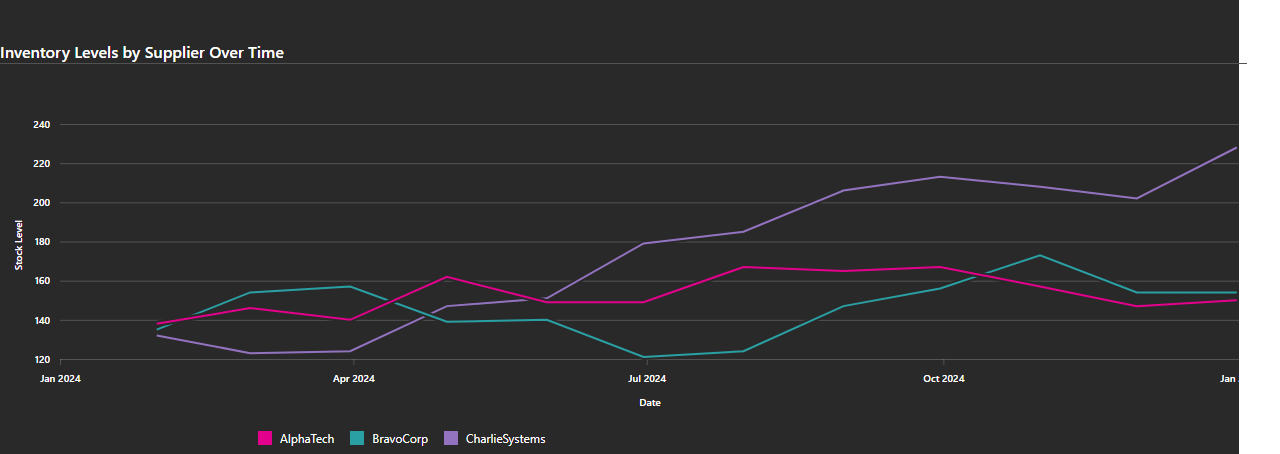 Inventory Levels by Supplier Over Time
240
220
200
180
160
140
120
Stock Level
Jan 2024 Apr 2024 Jul 2024 Oct 2024 Jan
Date
AlphaTech BravoCorp CharlieSystems